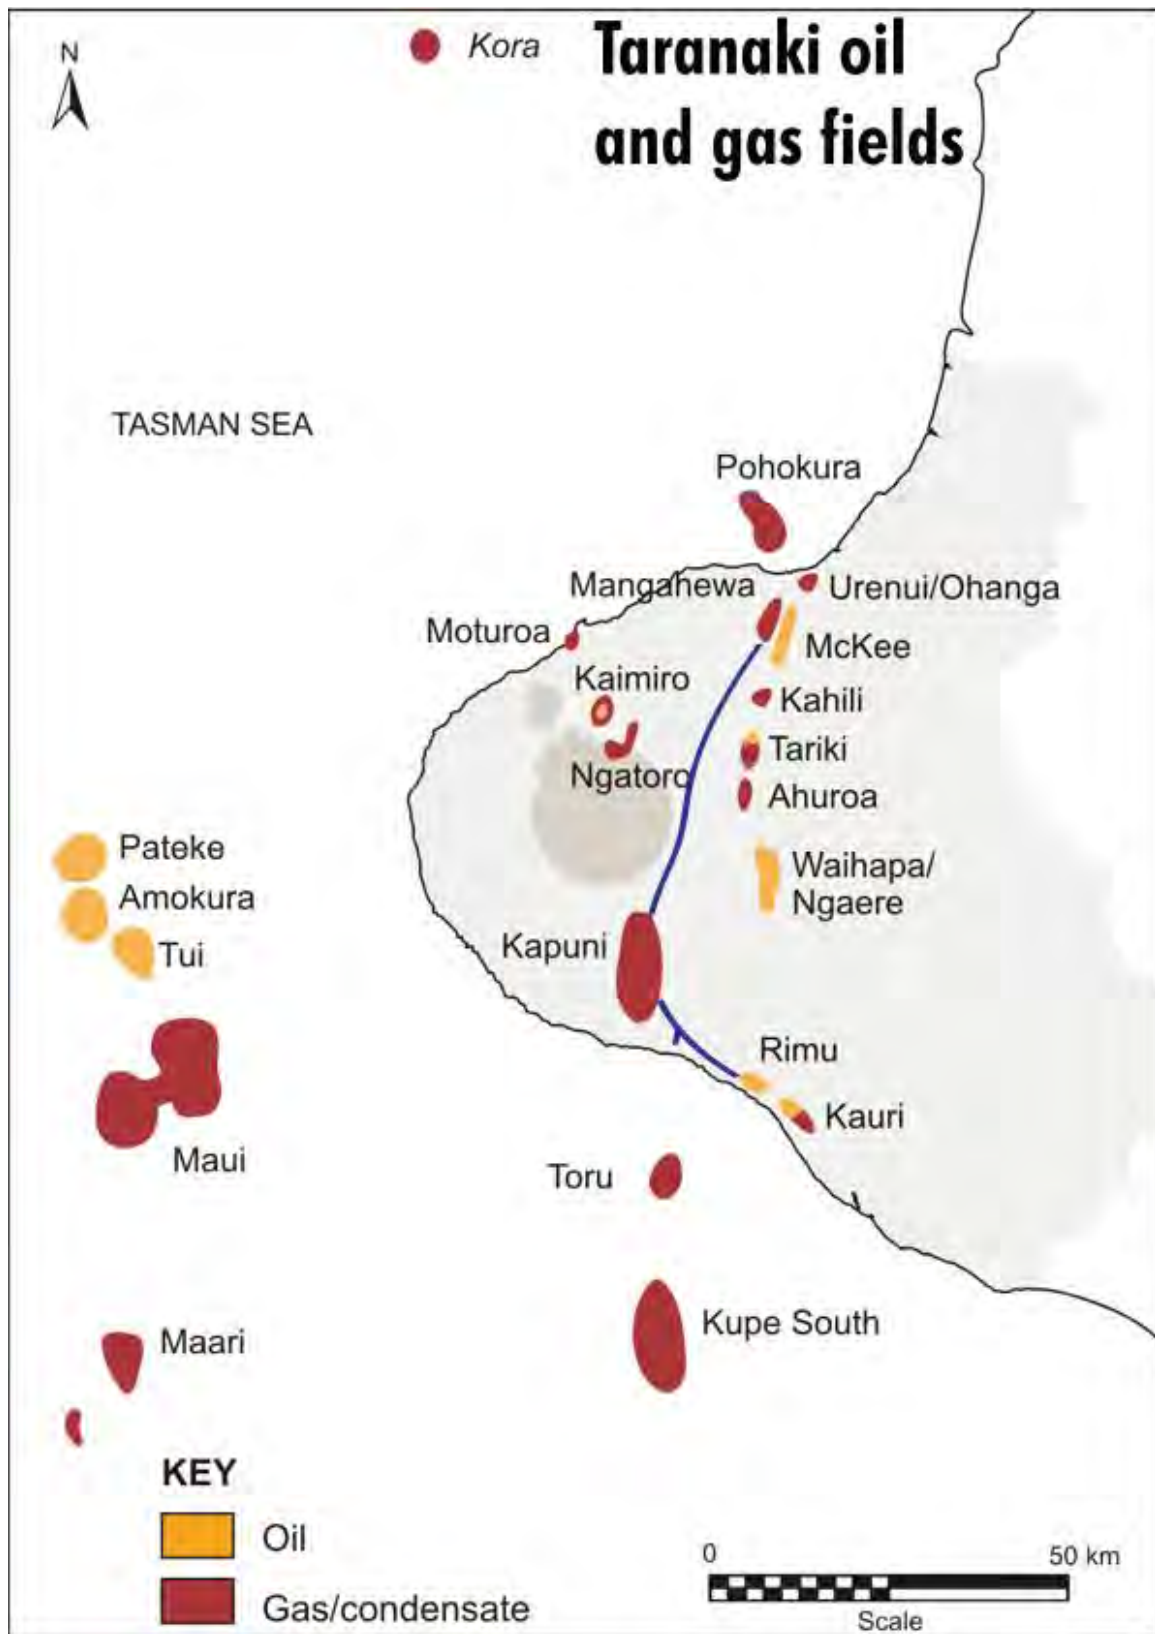 N
Kora
Taranaki oil
and gas fields
TASMAN SEA
Pohokura
Mangahewa
Urenui/Ohanga
Moturoa
McKee
Kaimiro
Kahili
Tariki
Ngatoro
Ahuroa
Pateke
Waihapa/
Ngaere
Amokura
Tui
Kapuni
Rimu
Kauri
Maui
Toru
Kupe South
Maari
KEY
Oil
Gas/condensate
0 50 km
Scale